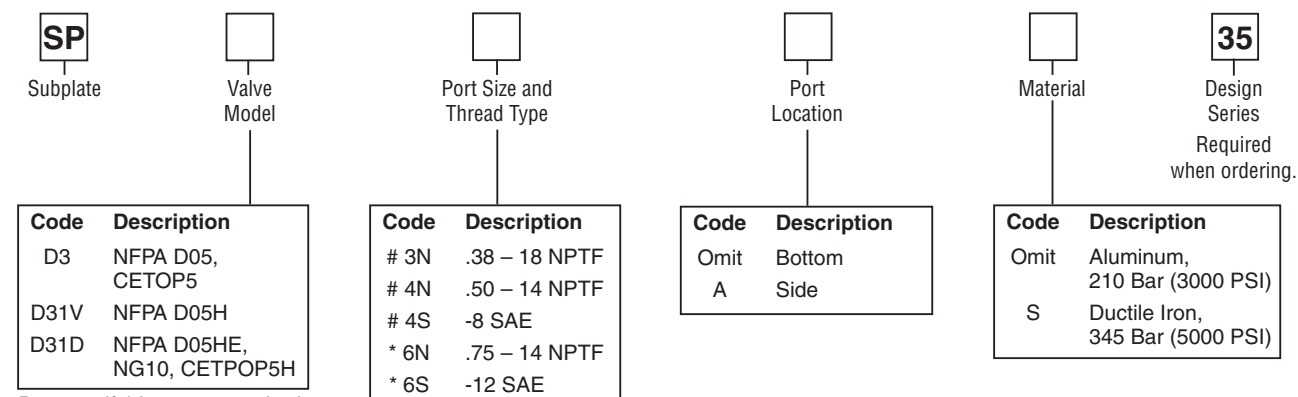 SP
35
Subplate
Valve
Model
Port Size and
Thread Type
Port
Location
Material
Design
Series
Required
when ordering.
Code Description
D3 NFPA D05,
CETOP5
D31V NFPA D05H
D31D NFPA D05HE,
NG10, CETPOP5H
Code Description
# 3N .38 – 18 NPTF
# 4N .50 – 14 NPTF
# 4S -8 SAE
* 6N .75 – 14 NPTF
* 6S -12 SAE
Code Description
Omit Bottom
A Side
Code Description
Omit Aluminum,
210 Bar (3000 PSI)
S Ductile Iron,
345 Bar (5000 PSI)